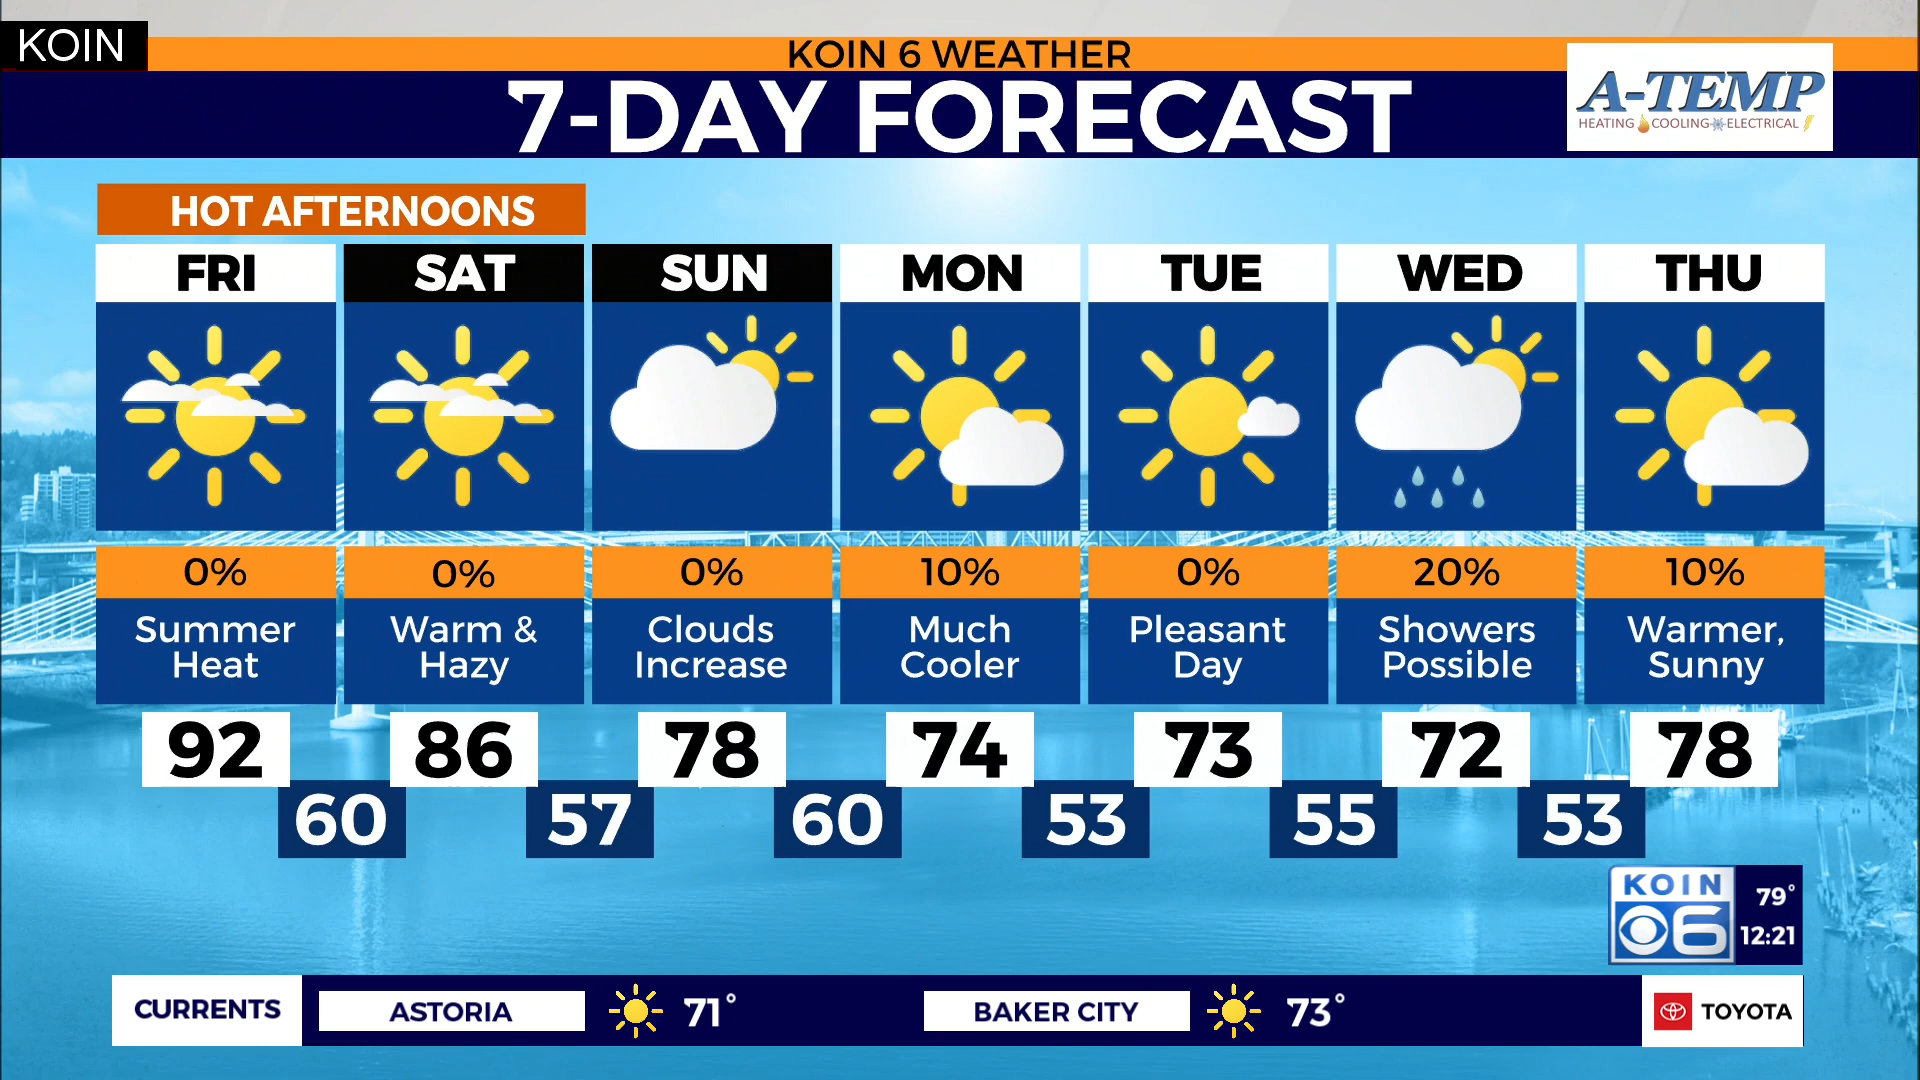 KOIN
KOIN 6 WEATHER
7-DAY FORECAST
A-TEMP
HEATING COOLING ELECTRICAL
HOT AFTERNOONS
FRI SAT SUN MON TUE WED THU
0% 0% 0% 10% 0% 20% 10%
Summer Heat
Warm & Hazy
Clouds Increase
Much Cooler
Pleasant Day
Showers Possible
Warmer, Sunny
92 86 78 74 73 72 78
60 57 60 53 55 53
KOIN
6
79°
12:21
CURRENTS ASTORIA 71° BAKER CITY 73° TOYOTA